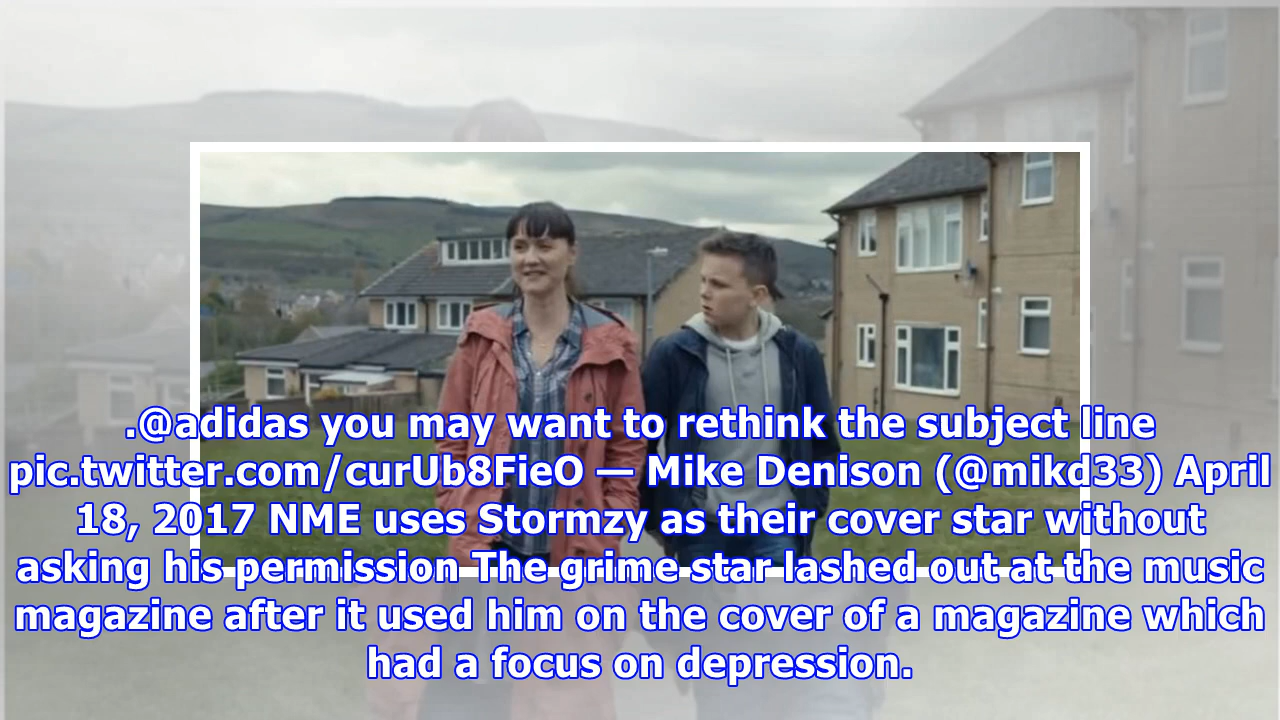 .@adidas you may want to rethink the subject line
pic.twitter.com/curUb8FieO — Mike Denison (@mikd33) April
18, 2017 NME uses Stormzy as their cover star without
asking his permission The grime star lashed out at the music
magazine after it used him on the cover of a magazine which
had a focus on depression.